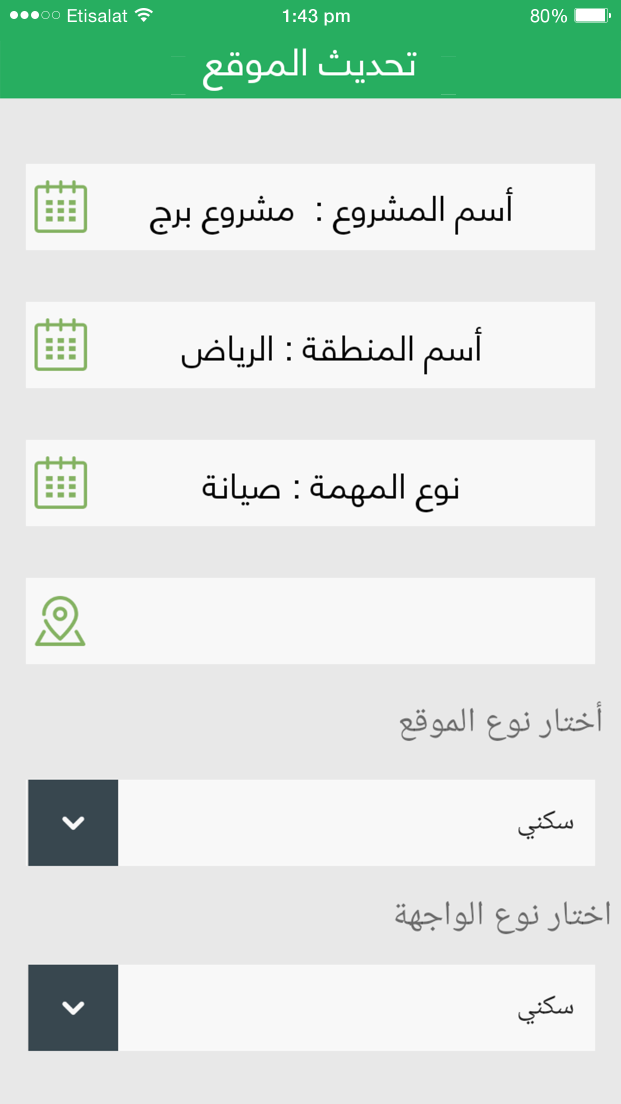 Etisalat 1:43 pm 80%
تحديث الموقع
أسم المشروع : مشروع برج
أسم المنطقة : الرياض
نوع المهمة : صيانة
أختار نوع الموقع
سكني
اختار نوع الواجهة
سكني